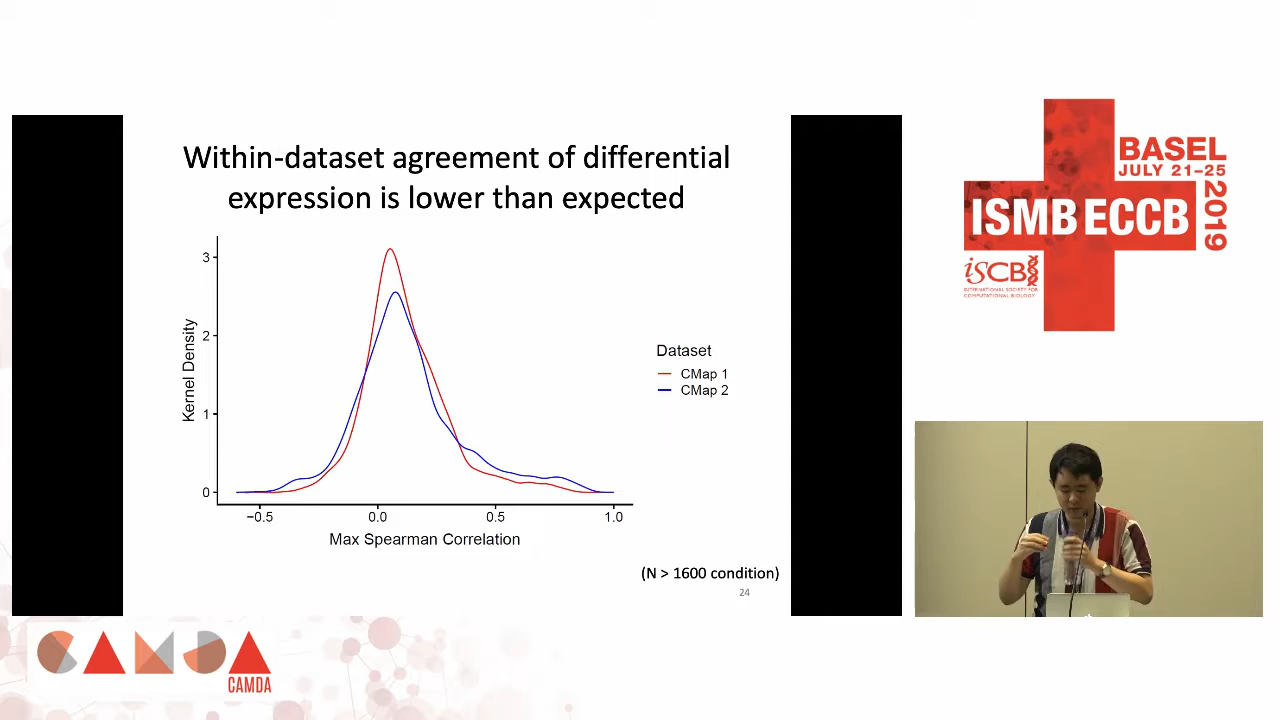 Within-dataset agreement of differential
expression is lower than expected
3
2
1
0
Kernel Density
−0.5
0.0
0.5
1.0
Max Spearman Correlation
Dataset
CMap 1
CMap 2
(N > 1600 condition)
24
BASEL
JULY 21–25
2019
ISMB ECCB
iSCB
INTERNATIONAL SOCIETY FOR
COMPUTATIONAL BIOLOGY
CAMDA
CAMDA